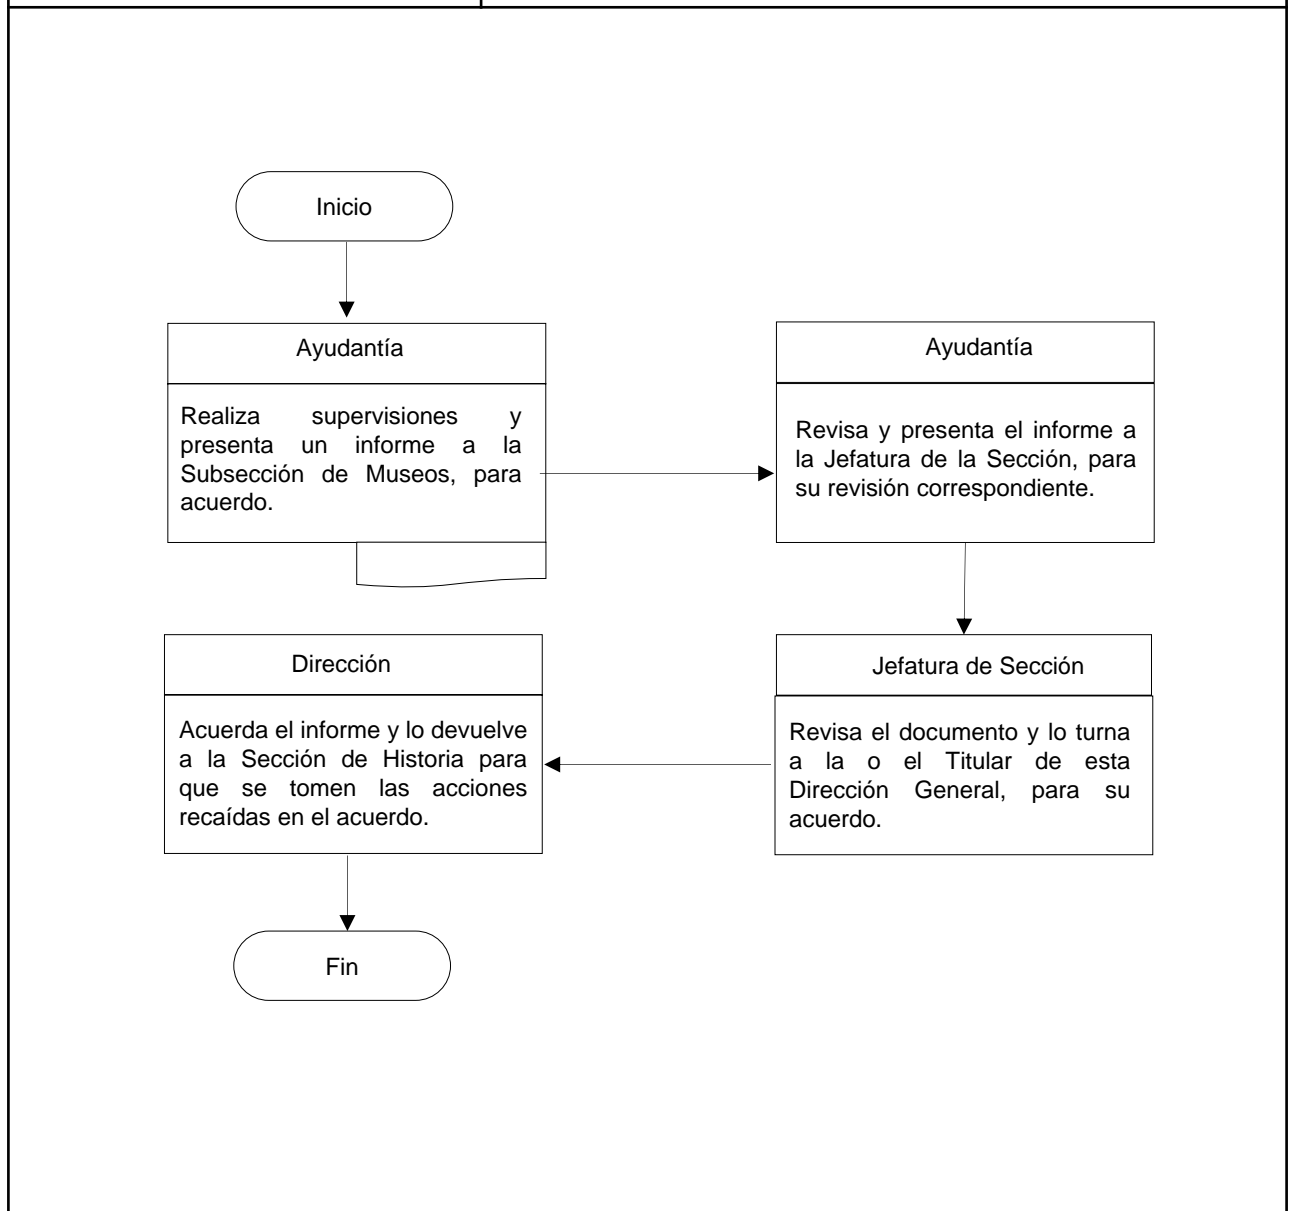 Inicio
Ayudantía
Realiza supervisiones y
presenta un informe a la
Subsección de Museos, para
acuerdo.
Ayudantía
Revisa y presenta el informe a
la Jefatura de la Sección, para
su revisión correspondiente.
Jefatura de Sección
Revisa el documento y lo turna
a la o el Titular de esta
Dirección General, para su
acuerdo.
Dirección
Acuerda el informe y lo devuelve
a la Sección de Historia para
que se tomen las acciones
recaídas en el acuerdo.
Fin